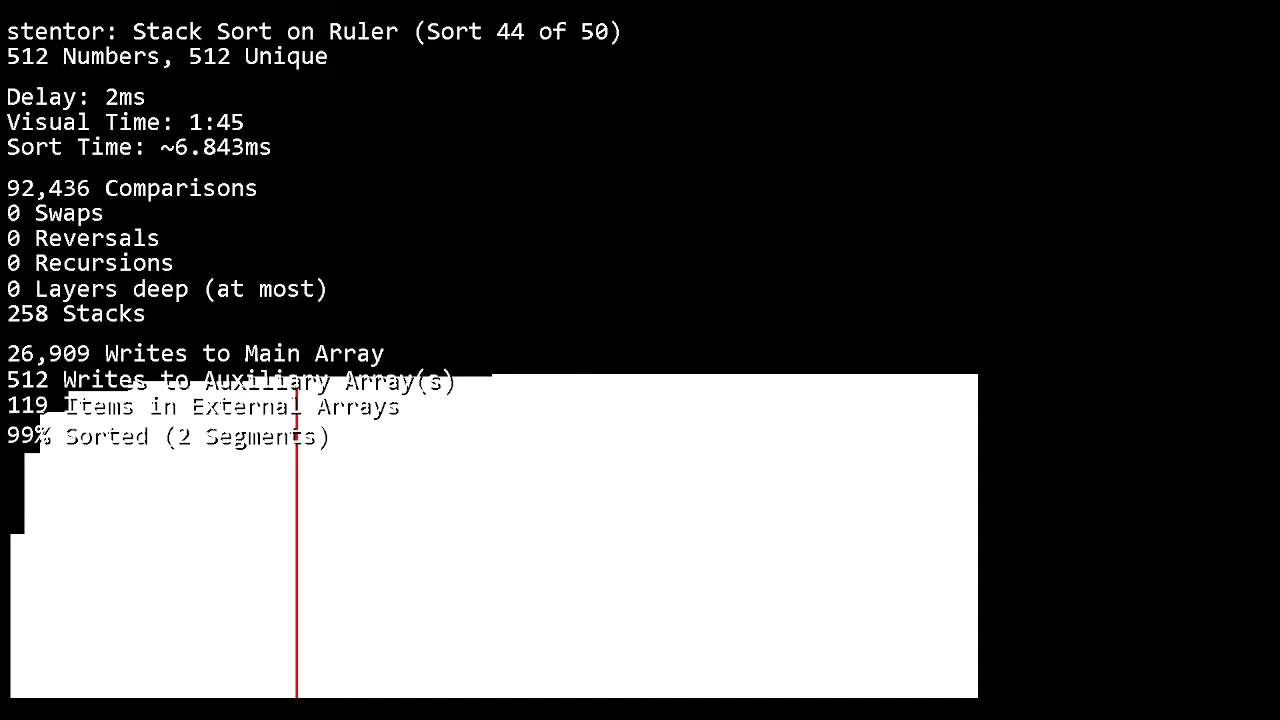 stentor: Stack Sort on Ruler (Sort 44 of 50)
512 Numbers, 512 Unique
Delay: 2ms
Visual Time: 1:45
Sort Time: ~6.843ms
92,436 Comparisons
0 Swaps
0 Reversals
0 Recursions
0 Layers deep (at most)
258 Stacks
26,909 Writes to Main Array
512 Writes to Auxiliary Array(s)
119 Items in External Arrays
99% Sorted (2 Segments)